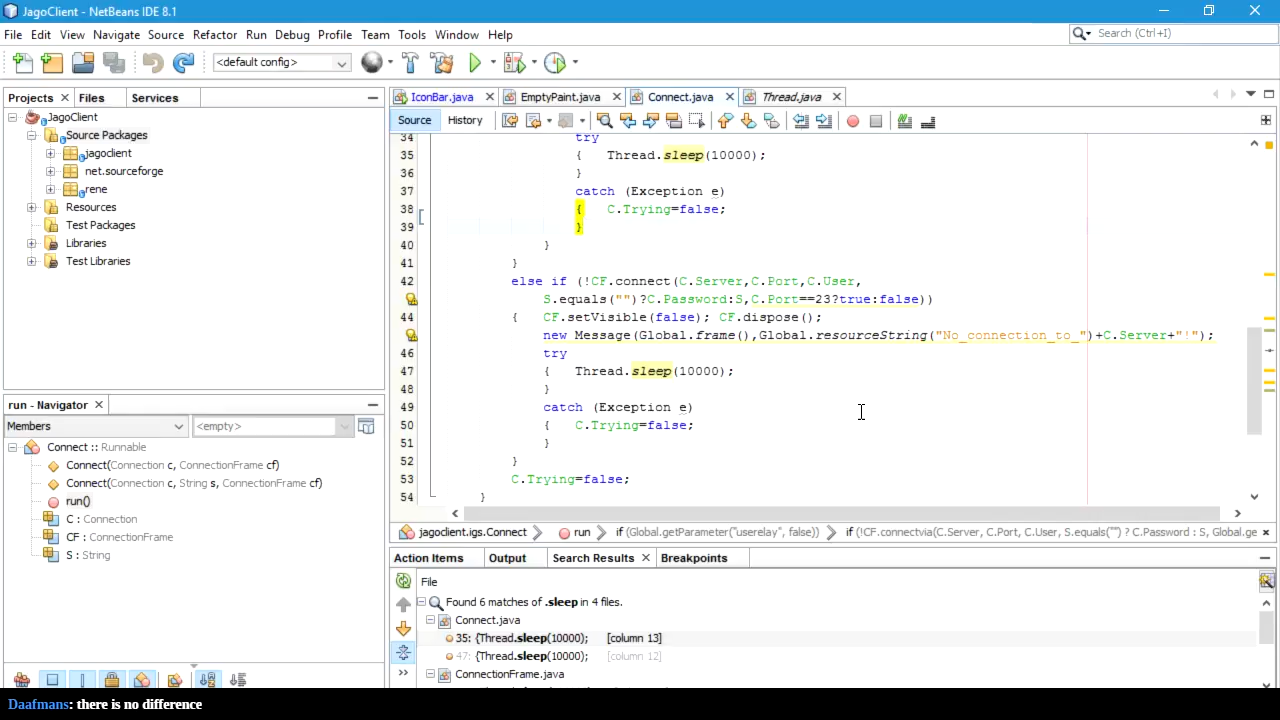 JagoClient - NetBeans IDE 8.1
File Edit View Navigate Source Refactor Run Debug Profile Team Tools Window Help
Search (Ctrl+I)
<default config>
Projects Files Services
JagoClient
Source Packages
jagoclient
net.sourceforge
rene
Resources
Test Packages
Libraries
Test Libraries
run - Navigator
Members
<empty>
Connect :: Runnable
Connect(Connection c, ConnectionFrame cf)
Connect(Connection c, String s, ConnectionFrame cf)
run()
C : Connection
CF : ConnectionFrame
S : String
IconBar.java EmptyPaint.java Connect.java Thread.java
Source History
34 try
35 { Thread.sleep(10000);
36 }
37 catch (Exception e)
38 { C.Trying=false;
39 }
40 }
41 }
42 else if (!CF.connect(C.Server,C.Port,C.User,
S.equals("")?C.Password:S,C.Port==23?true:false))
44 { CF.setVisible(false); CF.dispose();
new Message(Global.frame(),Global.resourceString("No_connection_to_")+C.Server+"!");
46 try
47 { Thread.sleep(10000);
48 }
49 catch (Exception e)
50 { C.Trying=false;
51 }
52 }
53 C.Trying=false;
54 }
jagoclient.igs.Connect run if (Global.getParameter("userelay", false)) if (!CF.connectvia(C.Server, C.Port, C.User, S.equals("") ? C.Password : S, Global.ge
Action Items Output Search Results Breakpoints
File
Found 6 matches of .sleep in 4 files.
Connect.java
35: {Thread.sleep(10000); [column 13]
47: {Thread.sleep(10000); [column 12]
ConnectionFrame.java
Daafmans: there is no difference